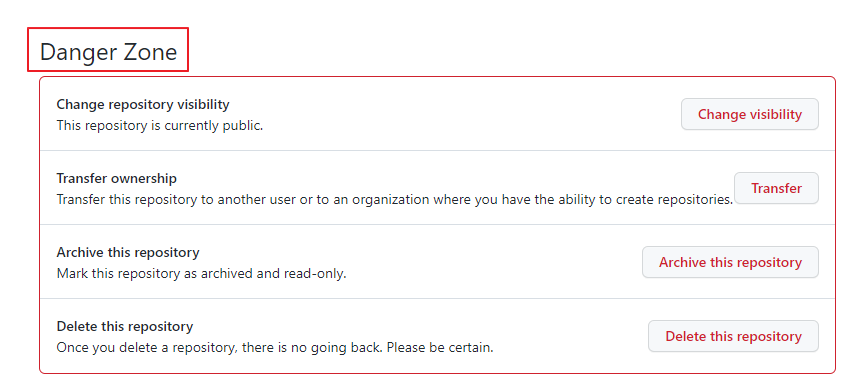 Danger Zone
Change repository visibility
This repository is currently public.
Change visibility
Transfer ownership
Transfer this repository to another user or to an organization where you have the ability to create repositories.
Transfer
Archive this repository
Mark this repository as archived and read-only.
Archive this repository
Delete this repository
Once you delete a repository, there is no going back. Please be certain.
Delete this repository